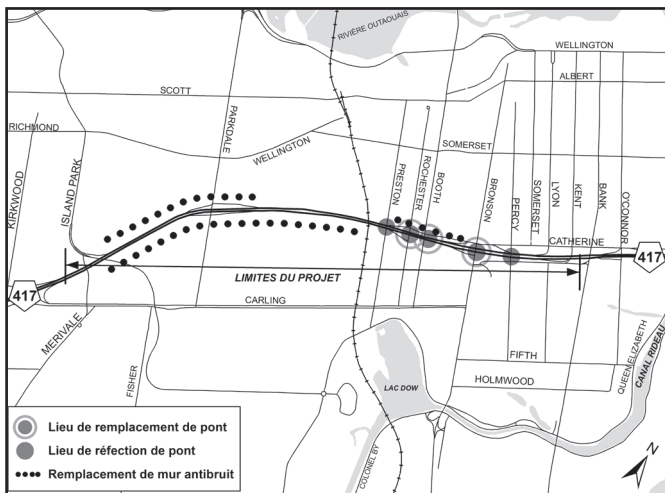 RIVIÈRE OUTAOUAIS
WELLINGTON
ALBERT
SCOTT
RICHMOND
PARKDALE
WELLINGTON
SOMERSET
KIRKWOOD
ISLAND PARK
PRESTON
ROCHESTER
BOOTH
BRONSON
PERCY
SOMERSET
LYON
KENT
BANK
O'CONNOR
CATHERINE
417
LIMITES DU PROJET
417
CARLING
MERIVALE
FISHER
FIFTH
HOLMWOOD
QUEEN ELIZABETH
CANAL RIDEAU
LAC DOW
COLONEL BY
Lieu de remplacement de pont
Lieu de réfection de pont
Remplacement de mur antibruit
N